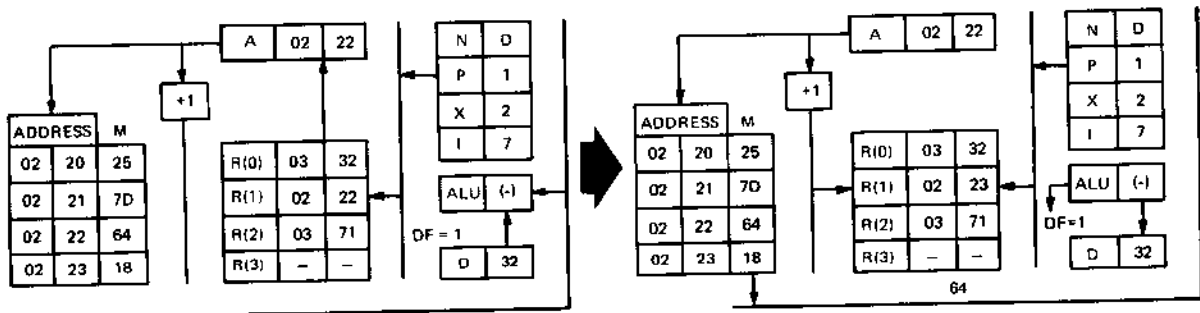 A 02 22
+1
ADDRESS M
02 20 25
02 21 7D
02 22 64
02 23 18
R(0) 03 32
R(1) 02 22
R(2) 03 71
R(3) – –
N D
P 1
X 2
I 7
ALU (-)
DF = 1
D 32
A 02 22
+1
ADDRESS M
02 20 25
02 21 7D
02 22 64
02 23 18
R(0) 03 32
R(1) 02 23
R(2) 03 71
R(3) – –
64
N D
P 1
X 2
I 7
ALU (-)
DF=1
D 32